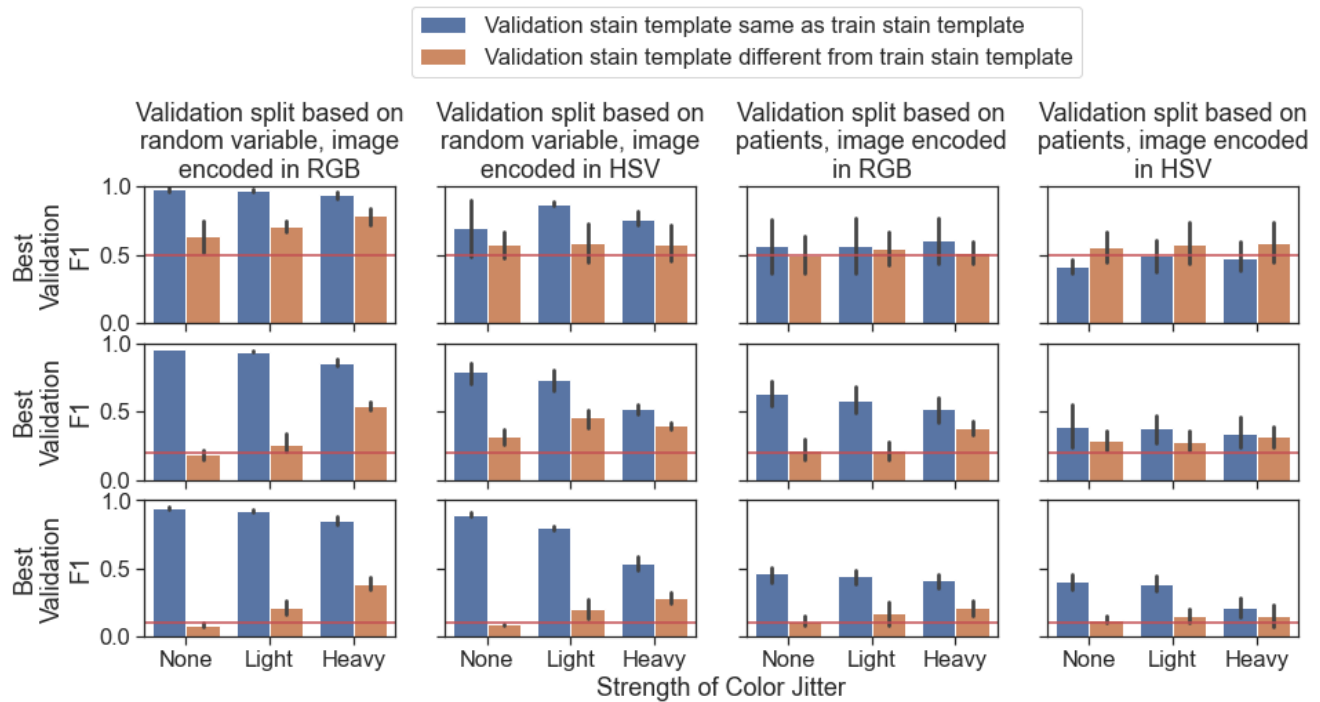 Validation stain template same as train stain template
Validation stain template different from train stain template
Validation split based on
random variable, image
encoded in RGB
Validation split based on
random variable, image
encoded in HSV
Validation split based on
patients, image encoded
in RGB
Validation split based on
patients, image encoded
in HSV
Best
Validation
F1
1.0
0.5
0.0
Best
Validation
F1
1.0
0.5
0.0
Best
Validation
F1
1.0
0.5
0.0
None Light Heavy
None Light Heavy
None Light Heavy
None Light Heavy
Strength of Color Jitter